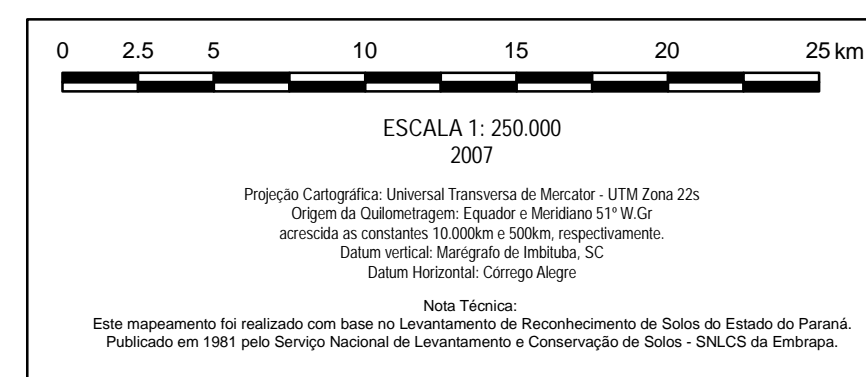 0 2.5 5 10 15 20 25 km
ESCALA 1: 250.000
2007
Projeção Cartográfica: Universal Transversa de Mercator - UTM Zona 22s
Origem da Quilometragem: Equador e Meridiano 51º W.Gr
acrescida as constantes 10.000km e 500km, respectivamente.
Datum vertical: Marégrafo de Imbituba, SC
Datum Horizontal: Córrego Alegre
Nota Técnica:
Este mapeamento foi realizado com base no Levantamento de Reconhecimento de Solos do Estado do Paraná.
Publicado em 1981 pelo Serviço Nacional de Levantamento e Conservação de Solos - SNLCS da Embrapa.